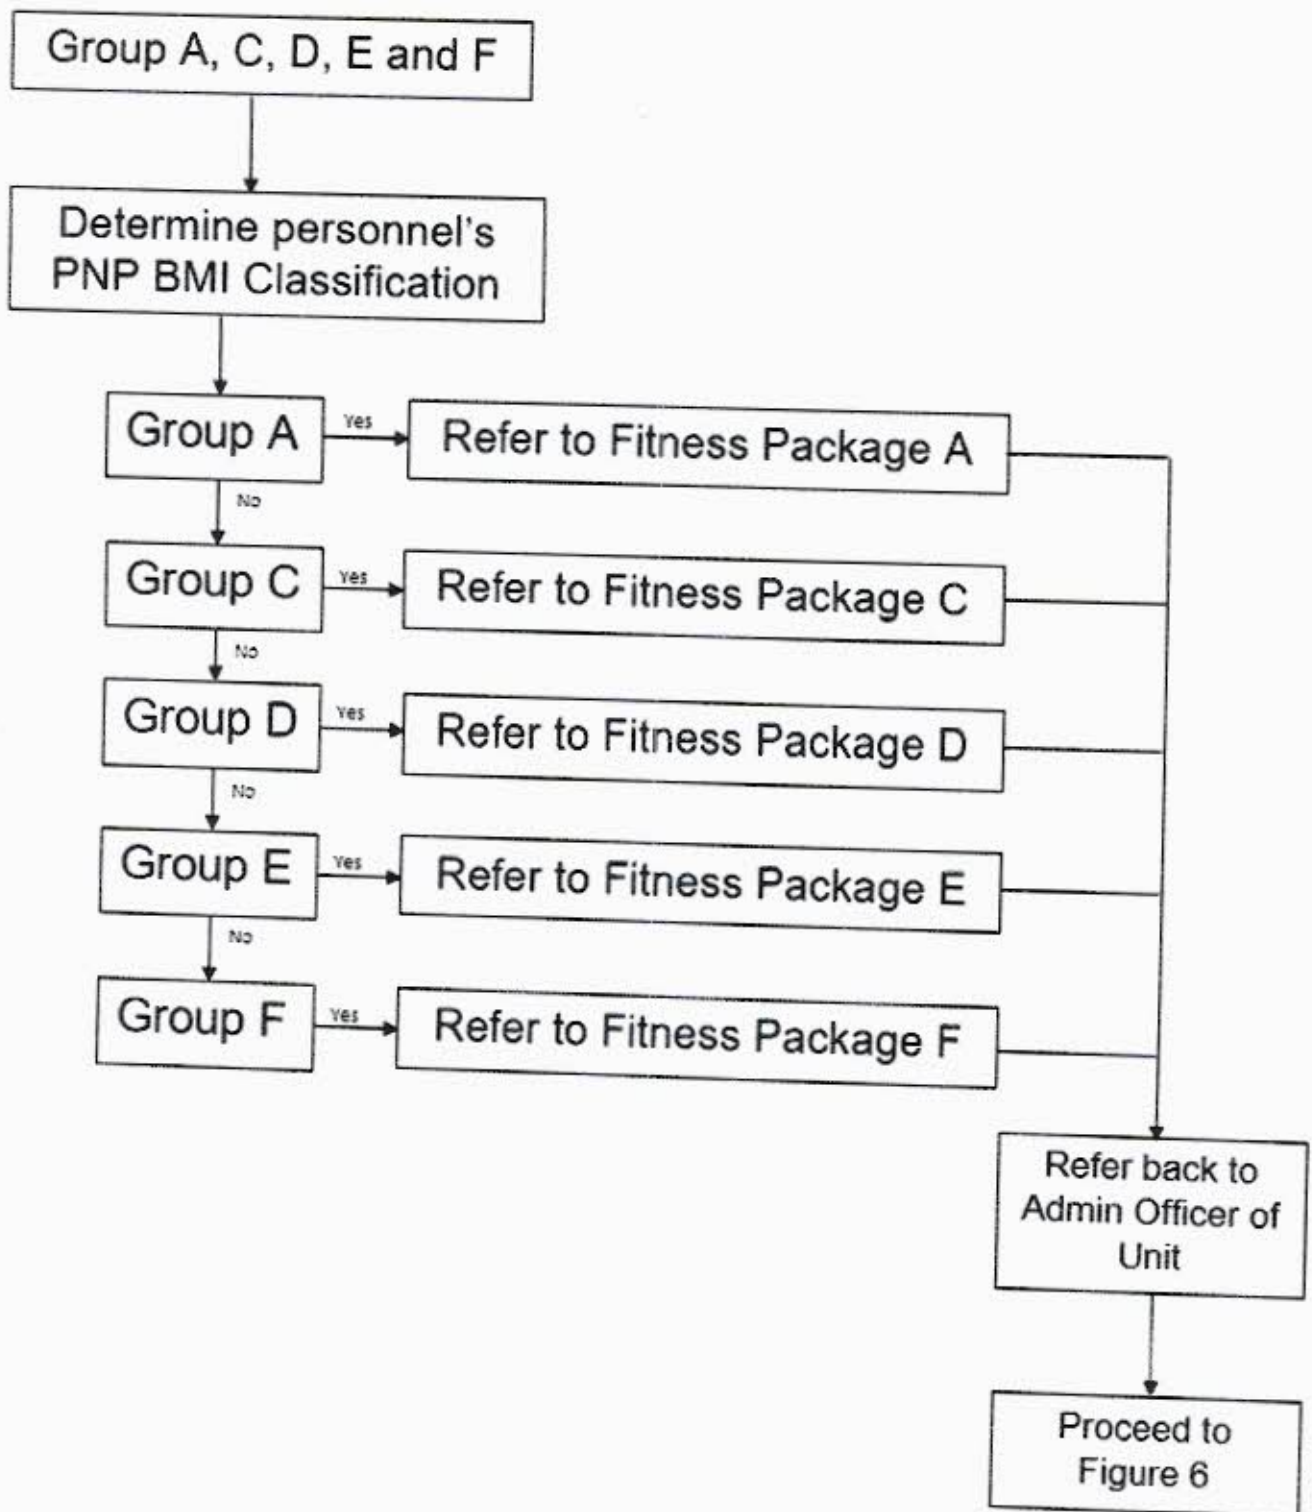 Group A, C, D, E and F
Determine personnel's
PNP BMI Classification
Group A
Yes
Refer to Fitness Package A
No
Group C
Yes
Refer to Fitness Package C
No
Group D
Yes
Refer to Fitness Package D
No
Group E
Yes
Refer to Fitness Package E
No
Group F
Yes
Refer to Fitness Package F
Refer back to
Admin Officer of
Unit
Proceed to
Figure 6